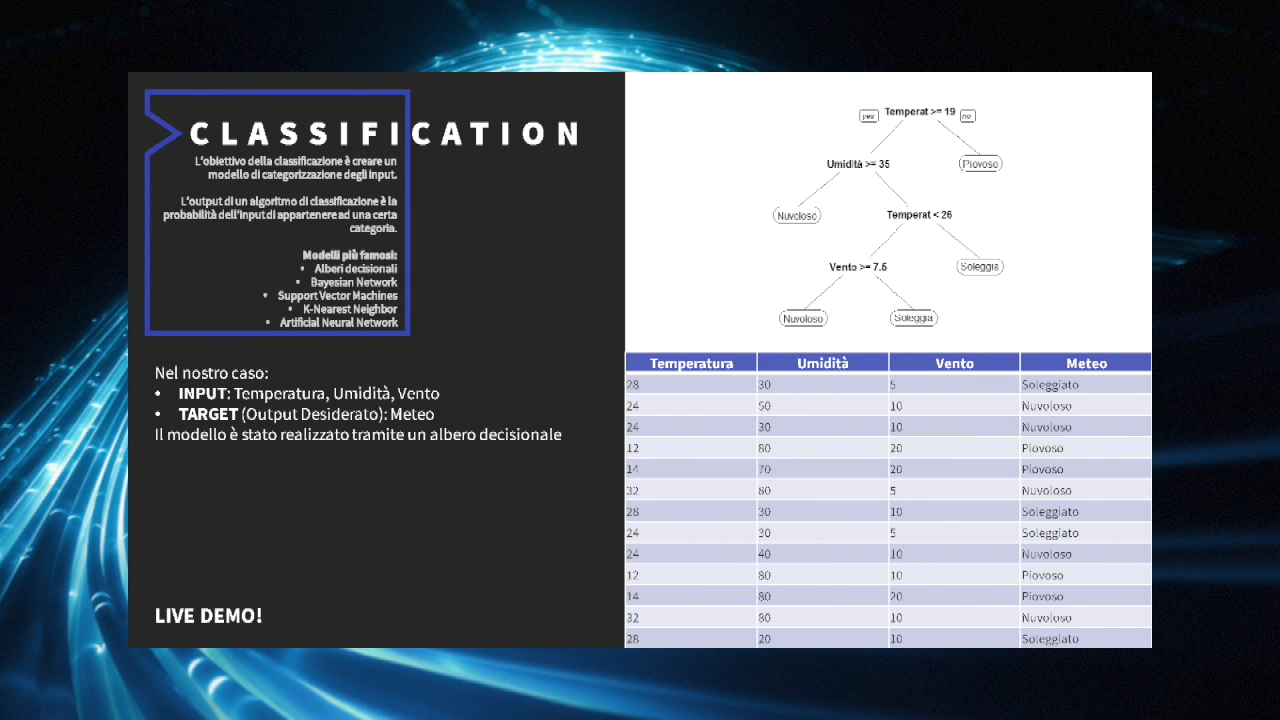 CLASSIFICATION
L'obiettivo della classificazione è creare un
modello di categorizzazione degli input.
L'output di un algoritmo di classificazione è la
probabilità dell'input di appartenere ad una certa
categoria.
Modelli più famosi:
• Alberi decisionali
• Bayesian Network
• Support Vector Machines
• K-Nearest Neighbor
• Artificial Neural Network
Nel nostro caso:
• INPUT: Temperatura, Umidità, Vento
• TARGET (Output Desiderato): Meteo
Il modello è stato realizzato tramite un albero decisionale
LIVE DEMO!
yes Temperat >= 19 no
Umidità >= 35 Piovoso
Nuvoloso Temperat < 26
Vento >= 7.5 Soleggia
Nuvoloso Soleggia
Temperatura Umidità Vento Meteo
28 30 5 Soleggiato
24 50 10 Nuvoloso
24 30 10 Nuvoloso
12 80 20 Piovoso
14 70 20 Piovoso
32 80 5 Nuvoloso
28 30 10 Soleggiato
24 30 5 Soleggiato
24 40 10 Nuvoloso
12 80 10 Piovoso
14 80 20 Piovoso
32 80 10 Nuvoloso
28 20 10 Soleggiato